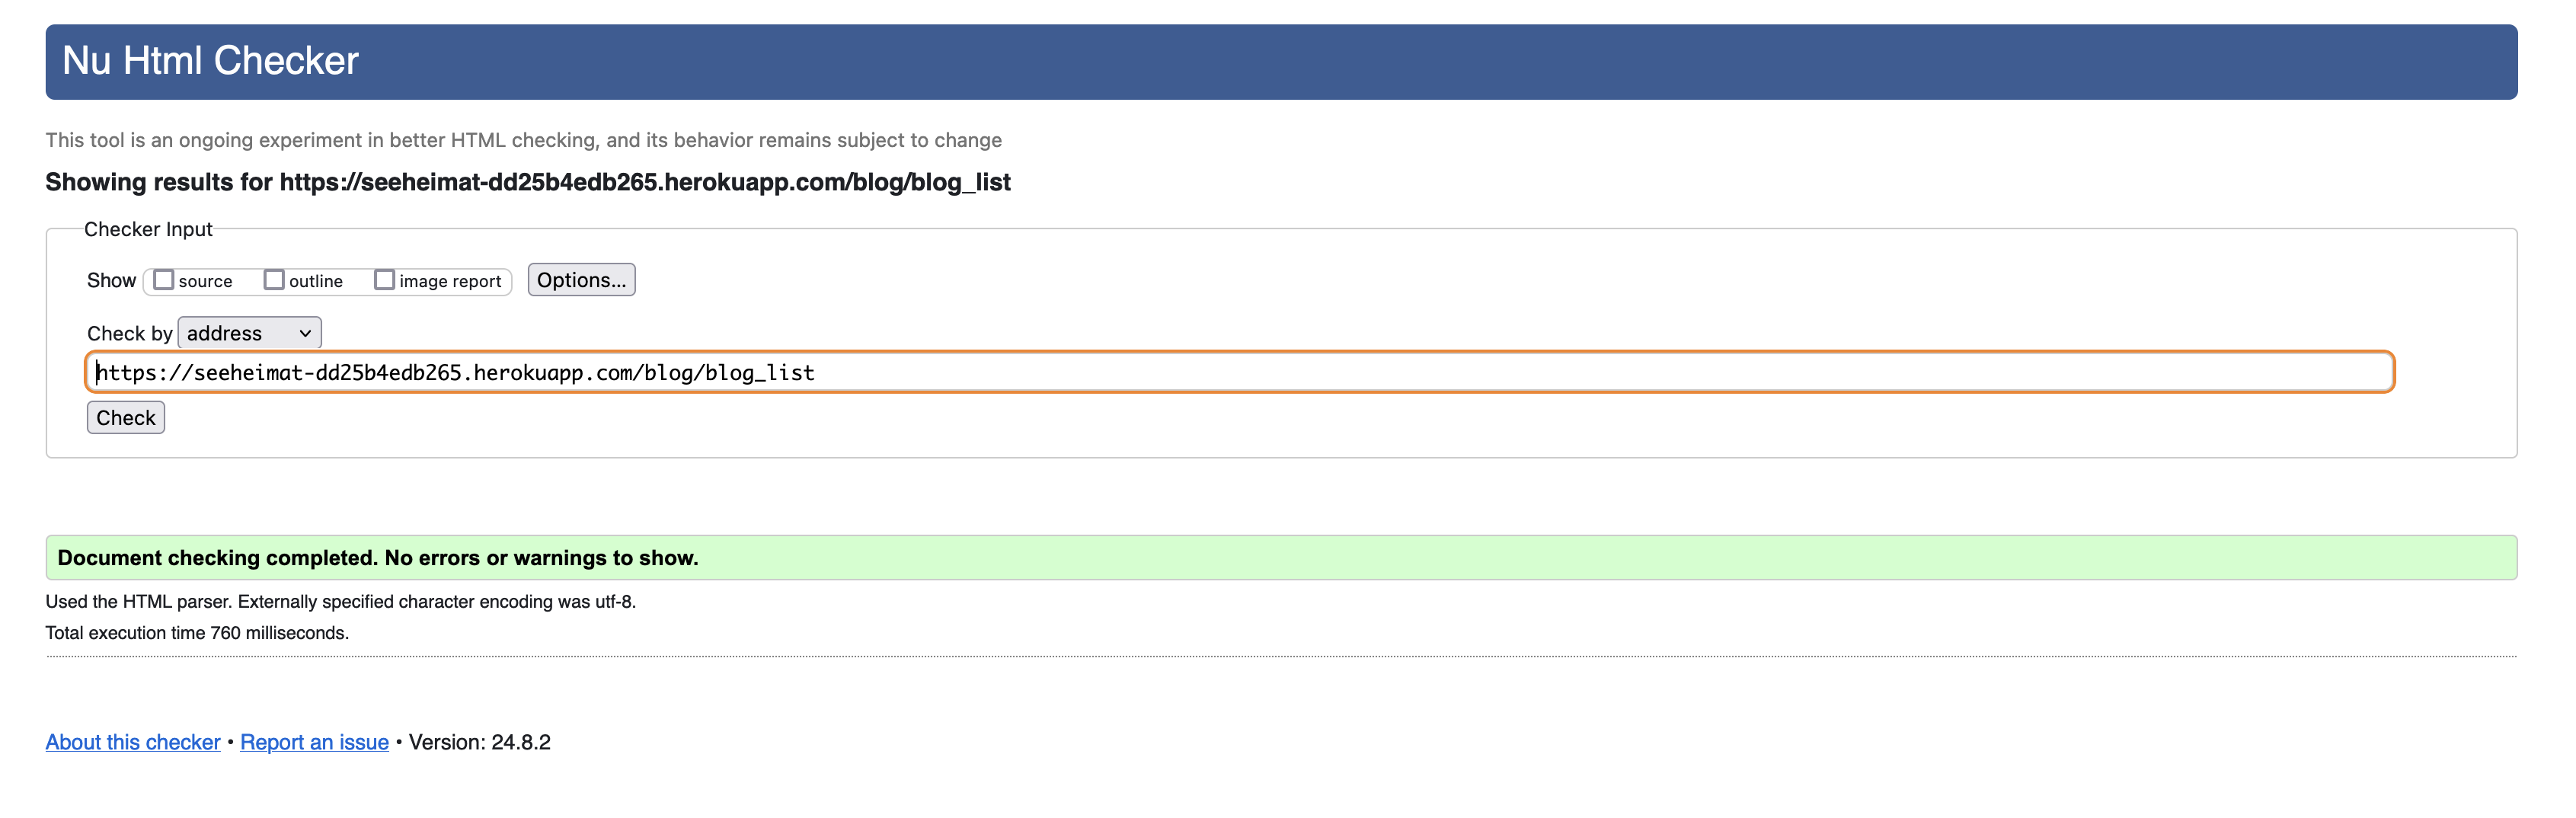 Nu Html Checker
This tool is an ongoing experiment in better HTML checking, and its behavior remains subject to change
Showing results for https://seeheimat-dd25b4edb265.herokuapp.com/blog/blog_list
Checker Input
Show source outline image report Options...
Check by address
https://seeheimat-dd25b4edb265.herokuapp.com/blog/blog_list
Check
Document checking completed. No errors or warnings to show.
Used the HTML parser. Externally specified character encoding was utf-8.
Total execution time 760 milliseconds.
About this checker • Report an issue • Version: 24.8.2